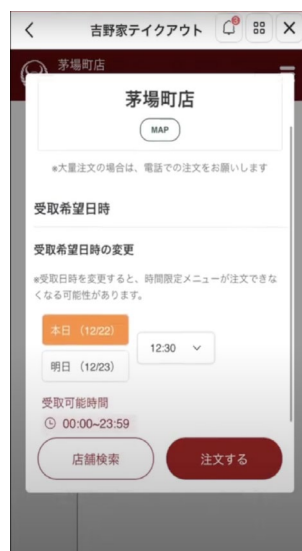 吉野家テイクアウト
茅場町店
茅場町店
MAP
※大量注文の場合は、電話での注文をお願いします
受取希望日時
受取希望日時の変更
※受取日時を変更すると、時間限定メニューが注文できな
くなる可能性があります。
本日 (12/22)
12:30
明日 (12/23)
受取可能時間
00:00~23:59
店舗検索
注文する